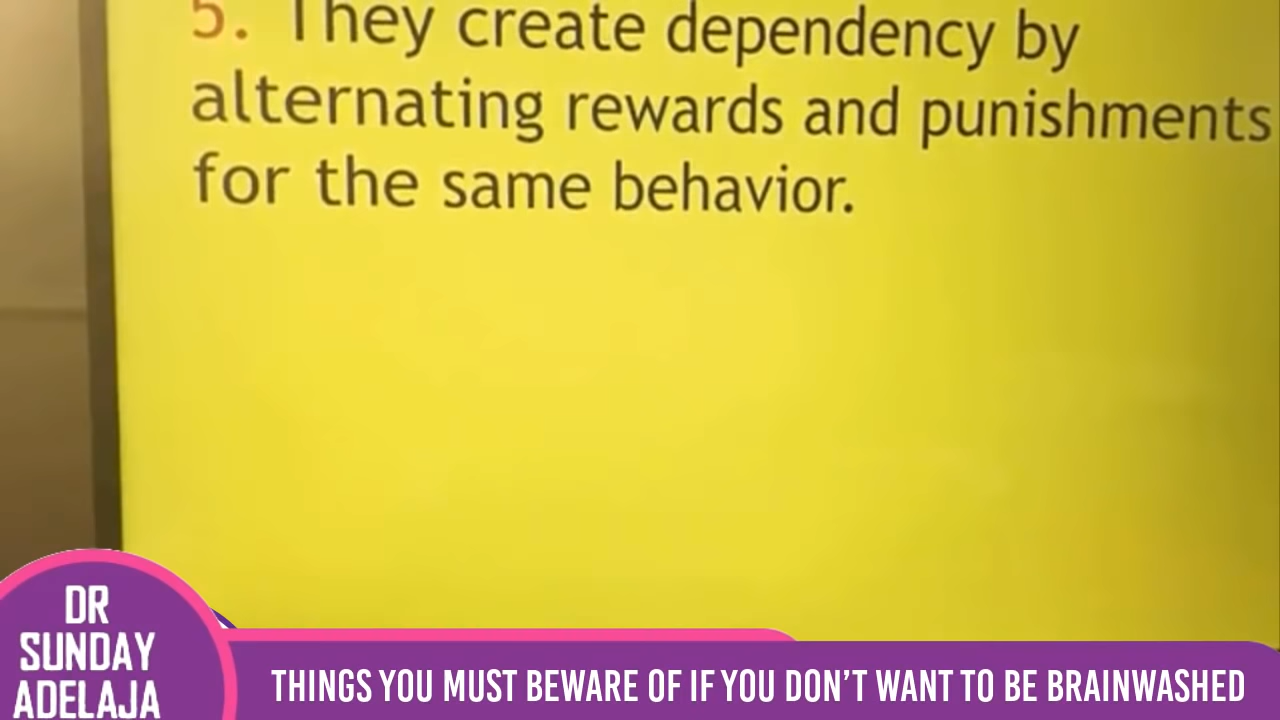 5. They create dependency by
alternating rewards and punishments
for the same behavior.
DR
SUNDAY
ADELAJA
THINGS YOU MUST BEWARE OF IF YOU DON'T WANT TO BE BRAINWASHED